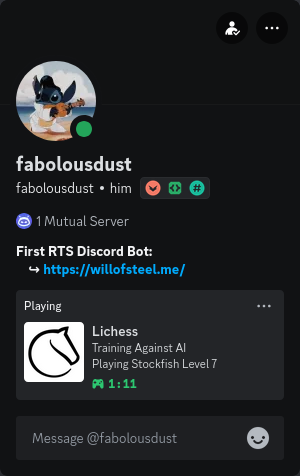 fabolousdust
fabolousdust • him #
1 Mutual Server
First RTS Discord Bot:
↪ https://willofsteel.me/
Playing
Lichess
Training Against AI
Playing Stockfish Level 7
1:11
Message @fabolousdust